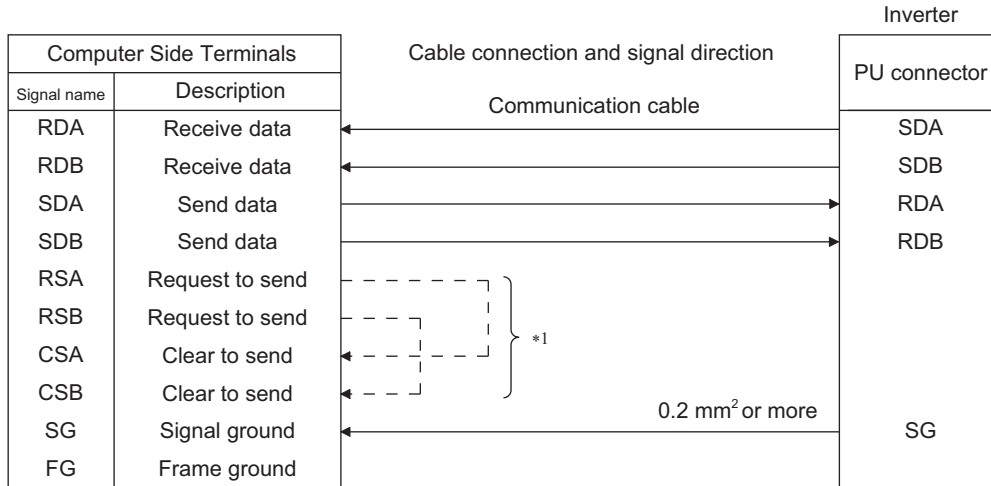 Inverter
Computer Side Terminals Cable connection and signal direction PU connector
Signal name Description Communication cable
RDA Receive data SDA
RDB Receive data SDB
SDA Send data RDA
SDB Send data RDB
RSA Request to send
RSB Request to send *1
CSA Clear to send
CSB Clear to send
0.2 mm² or more
SG Signal ground SG
FG Frame ground